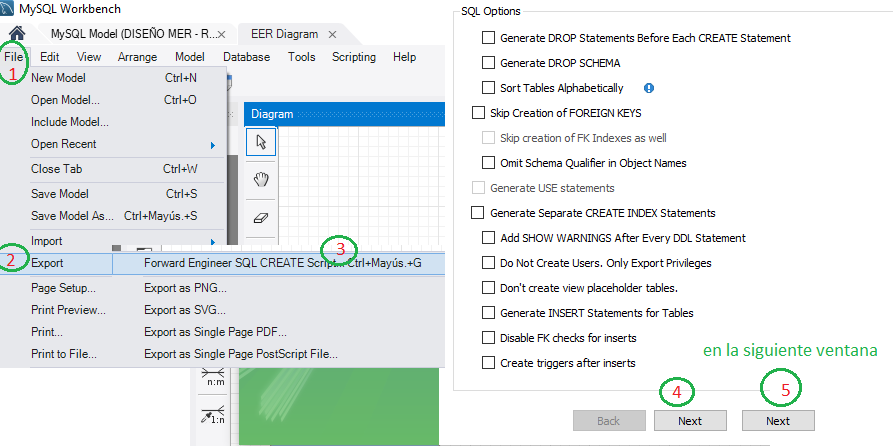 MySQL Workbench
MySQL Model (DISEÑO MER - R...
EER Diagram
File Edit View Arrange Model Database Tools Scripting Help
1
New Model Ctrl+N
Open Model... Ctrl+O
Include Model...
Open Recent
Close Tab Ctrl+W
Save Model Ctrl+S
Save Model As... Ctrl+Mayús.+S
Import
2
Export
3
Forward Engineer SQL CREATE Script... Ctrl+Mayús.+G
Page Setup...
Export as PNG...
Print Preview...
Export as SVG...
Print...
Export as Single Page PDF...
Print to File...
Export as Single Page PostScript File...
Diagram
n:m
1:n
SQL Options
Generate DROP Statements Before Each CREATE Statement
Generate DROP SCHEMA
Sort Tables Alphabetically
Skip Creation of FOREIGN KEYS
Skip creation of FK Indexes as well
Omit Schema Qualifier in Object Names
Generate USE statements
Generate Separate CREATE INDEX Statements
Add SHOW WARNINGS After Every DDL Statement
Do Not Create Users. Only Export Privileges
Don't create view placeholder tables.
Generate INSERT Statements for Tables
Disable FK checks for inserts
Create triggers after inserts
en la siguiente ventana
4
5
Back
Next
Next